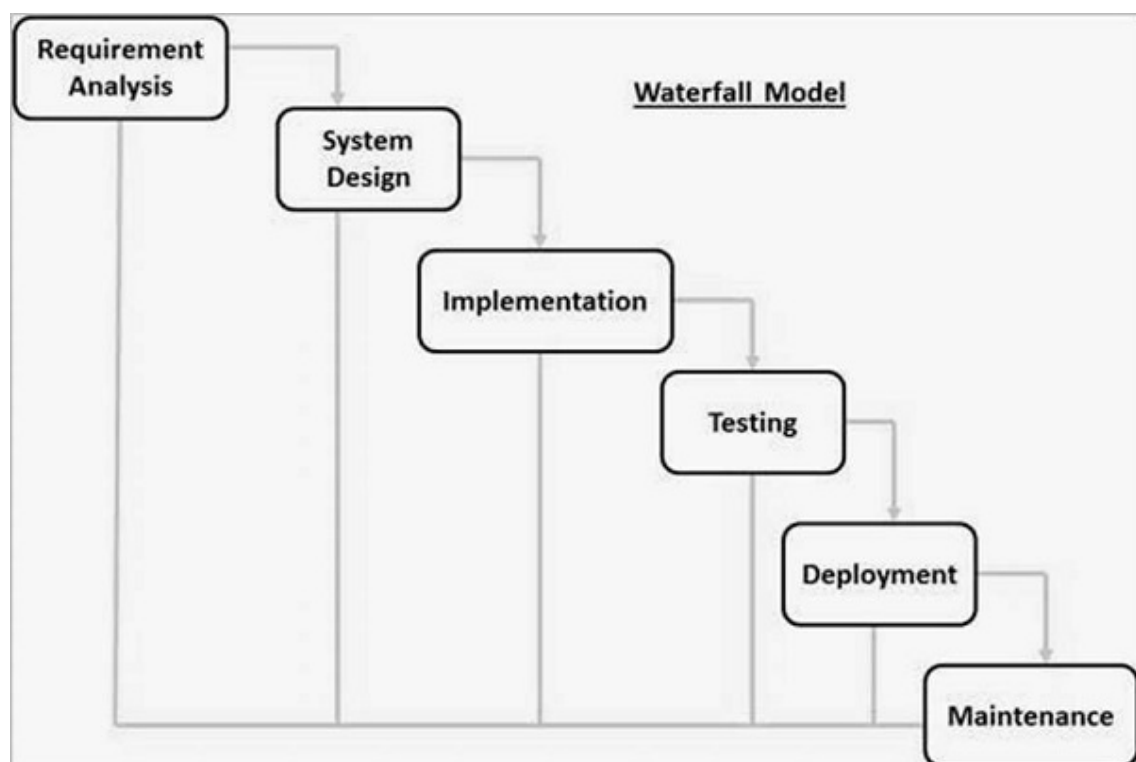 Requirement
Analysis
Waterfall Model
System
Design
Implementation
Testing
Deployment
Maintenance